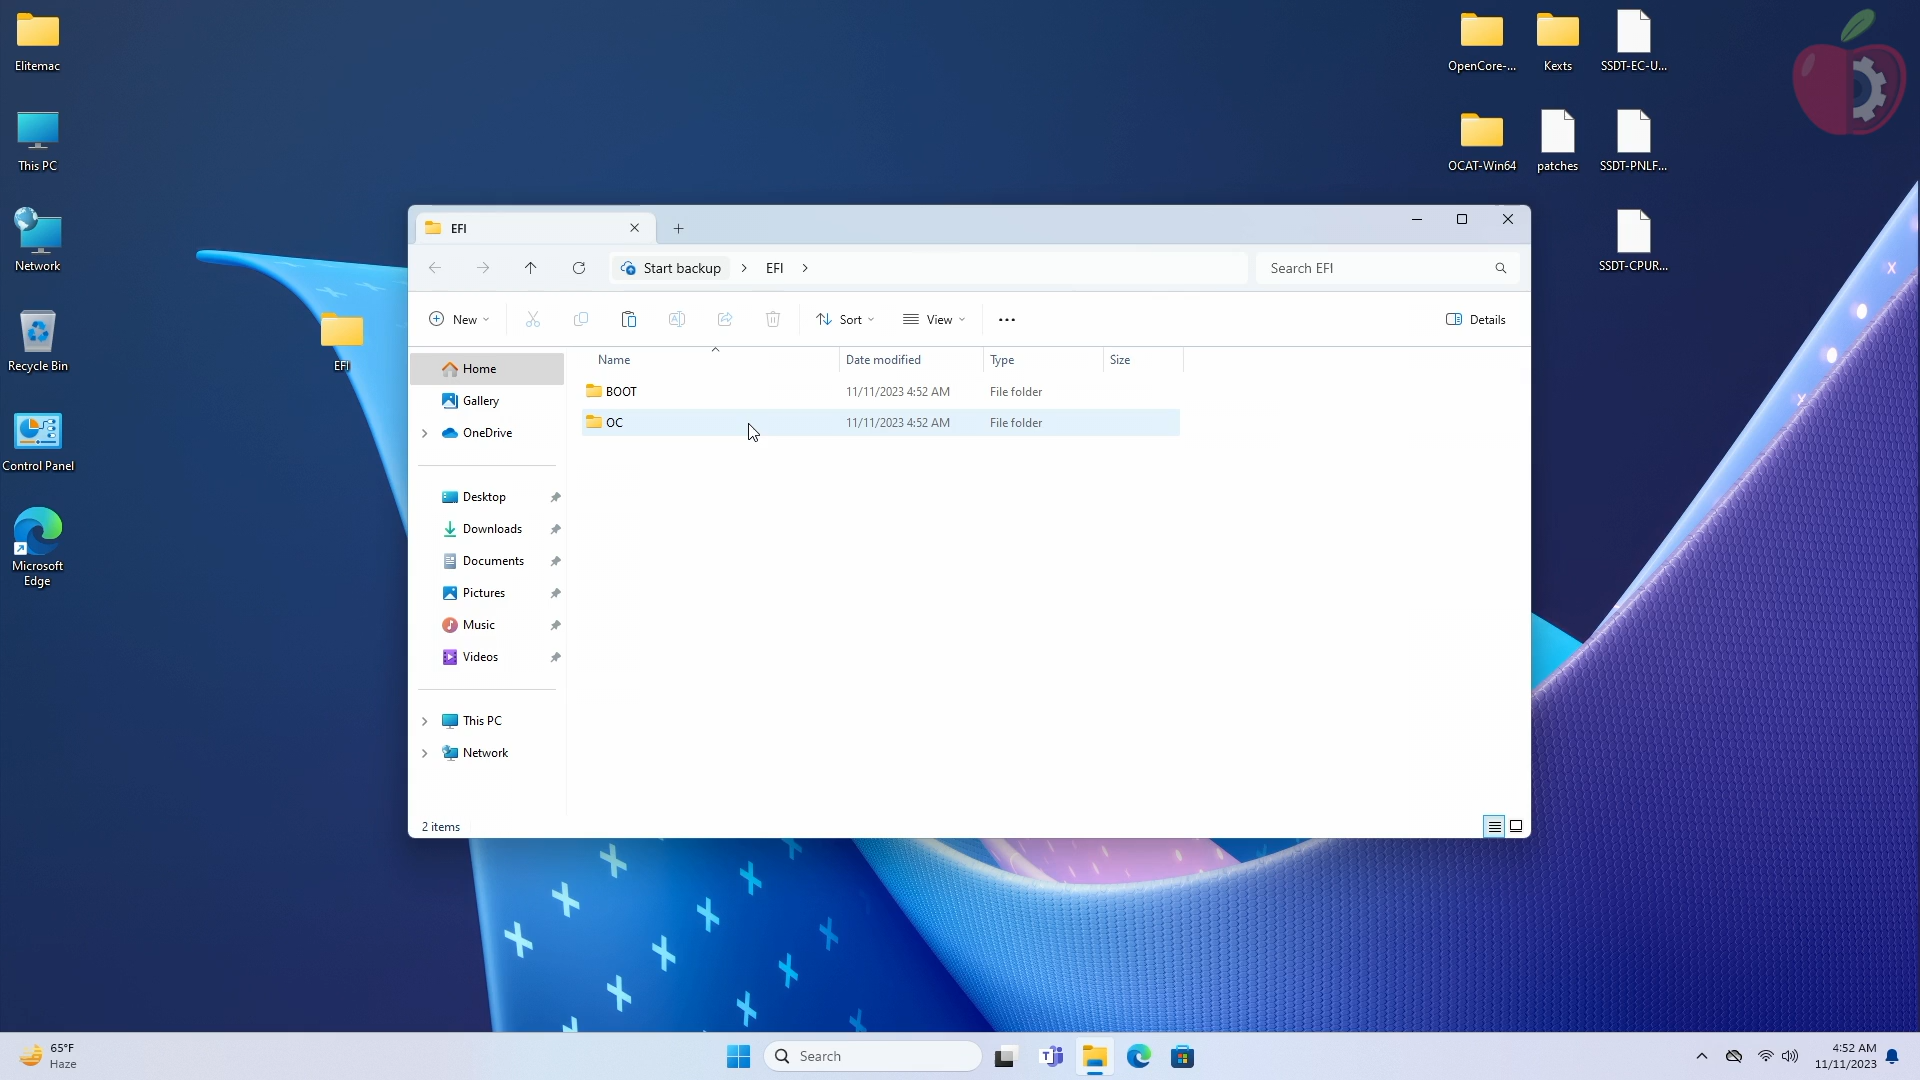 Elitemac
This PC
Network
Recycle Bin
Control Panel
Microsoft
Edge
EFI
OpenCore-...
Kexts
SSDT-EC-U...
OCAT-Win64
patches
SSDT-PNLF...
SSDT-CPUR...
EFI
Start backup
EFI
Search EFI
New
Sort
View
Details
Home
Gallery
OneDrive
Desktop
Downloads
Documents
Pictures
Music
Videos
This PC
Network
Name Date modified Type Size
BOOT 11/11/2023 4:52 AM File folder
OC 11/11/2023 4:52 AM File folder
2 items
65°F
Haze
Search
4:52 AM
11/11/2023